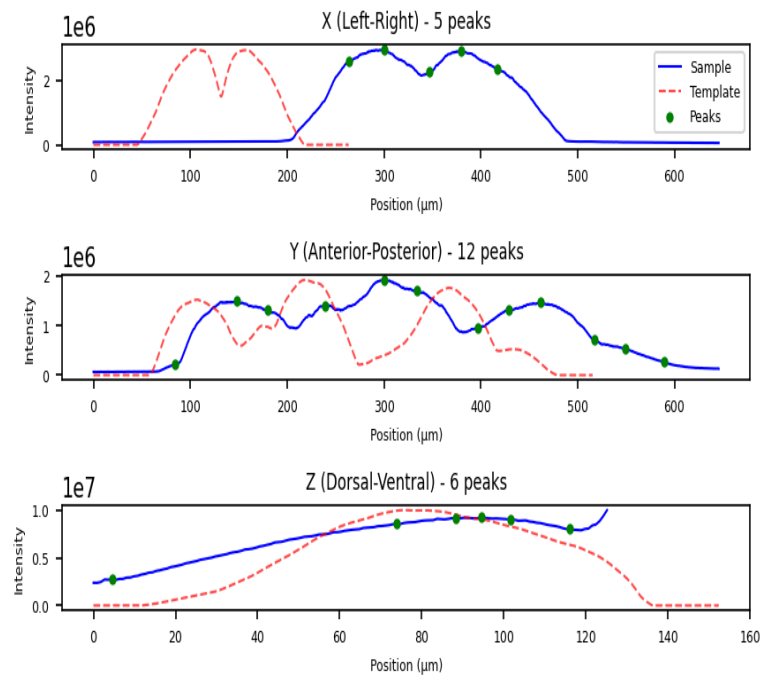 X (Left-Right) - 5 peaks
1e6
Intensity
2
0
Sample
Template
Peaks
0 100 200 300 400 500 600
Position (µm)
Y (Anterior-Posterior) - 12 peaks
1e6
Intensity
2
1
0
0 100 200 300 400 500 600
Position (µm)
Z (Dorsal-Ventral) - 6 peaks
1e7
Intensity
1.0
0.5
0.0
0 20 40 60 80 100 120 140 160
Position (µm)